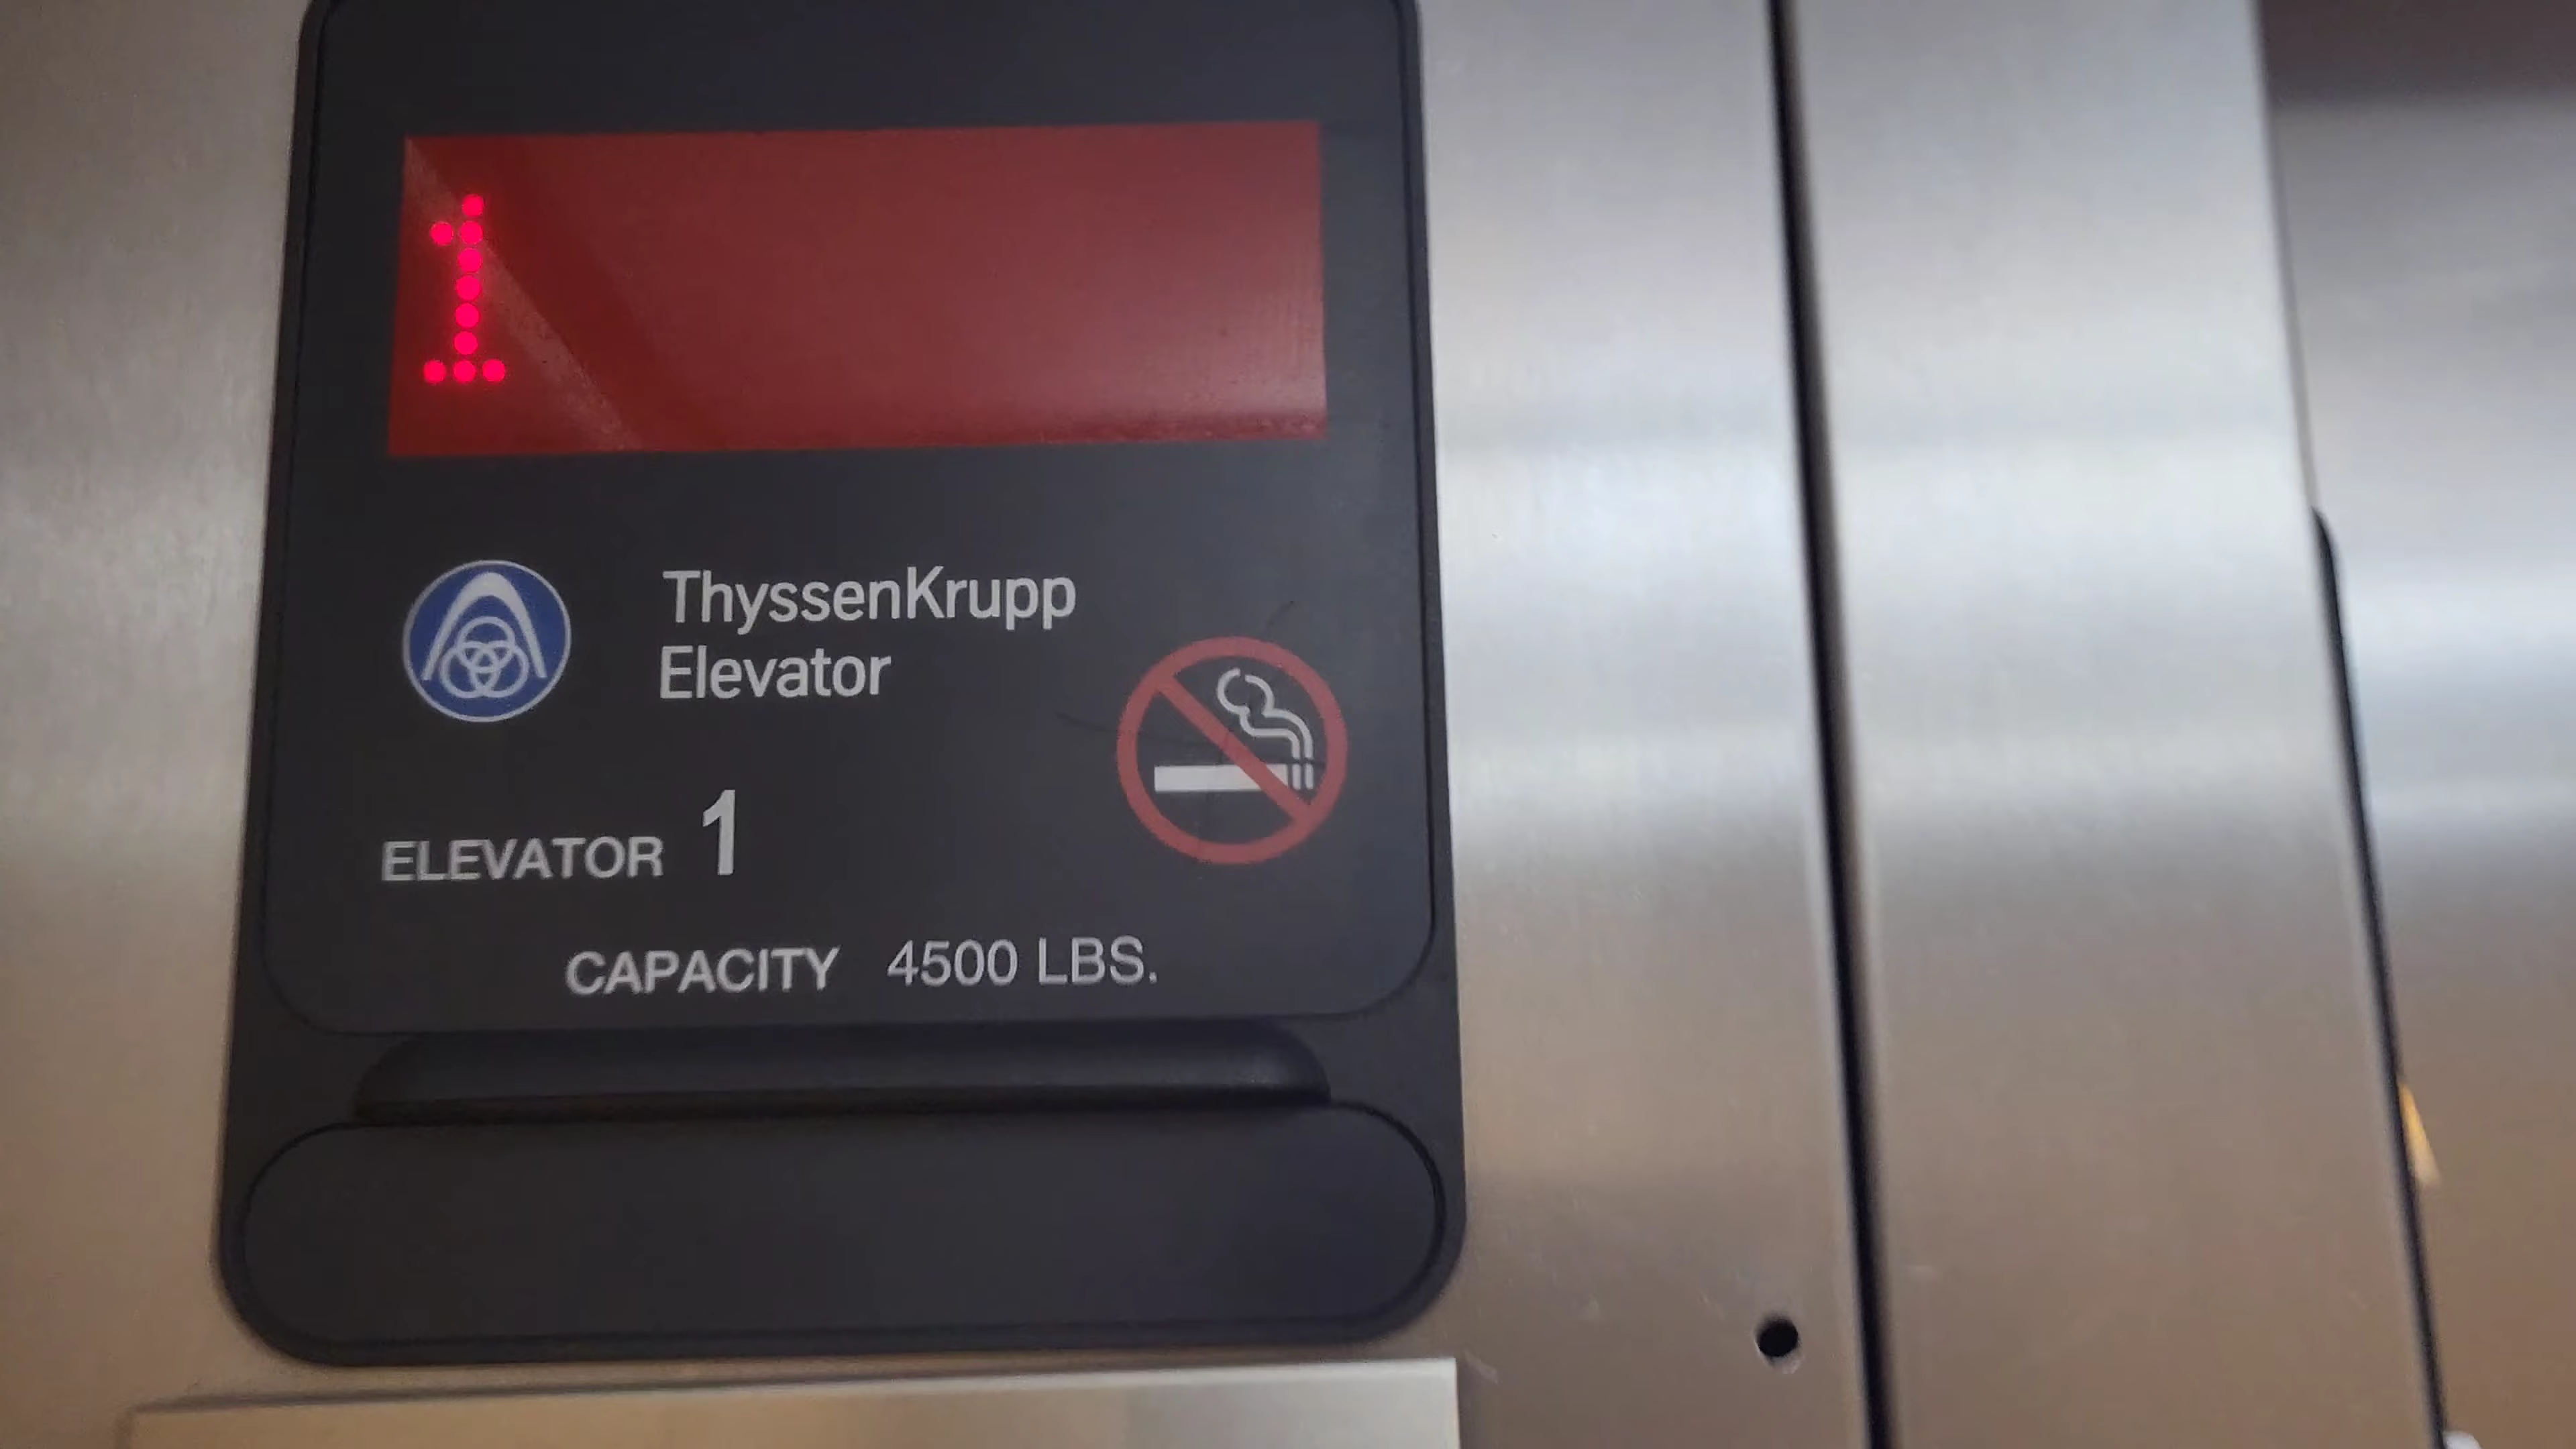 1
ThyssenKrupp
Elevator
ELEVATOR 1
CAPACITY 4500 LBS.